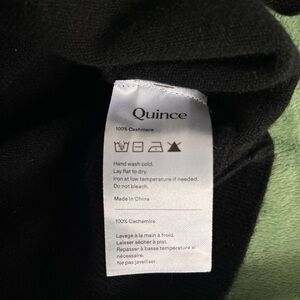 Quince
100% Cashmere
Hand wash cold.
Lay flat to dry.
Iron at low temperature if needed.
Do not bleach.
Made in China
100% Cachemire
Lavage à la main à froid.
Laisser sécher à plat.
Repasser à basse température si
nécessaire.
Ne pas javelliser.